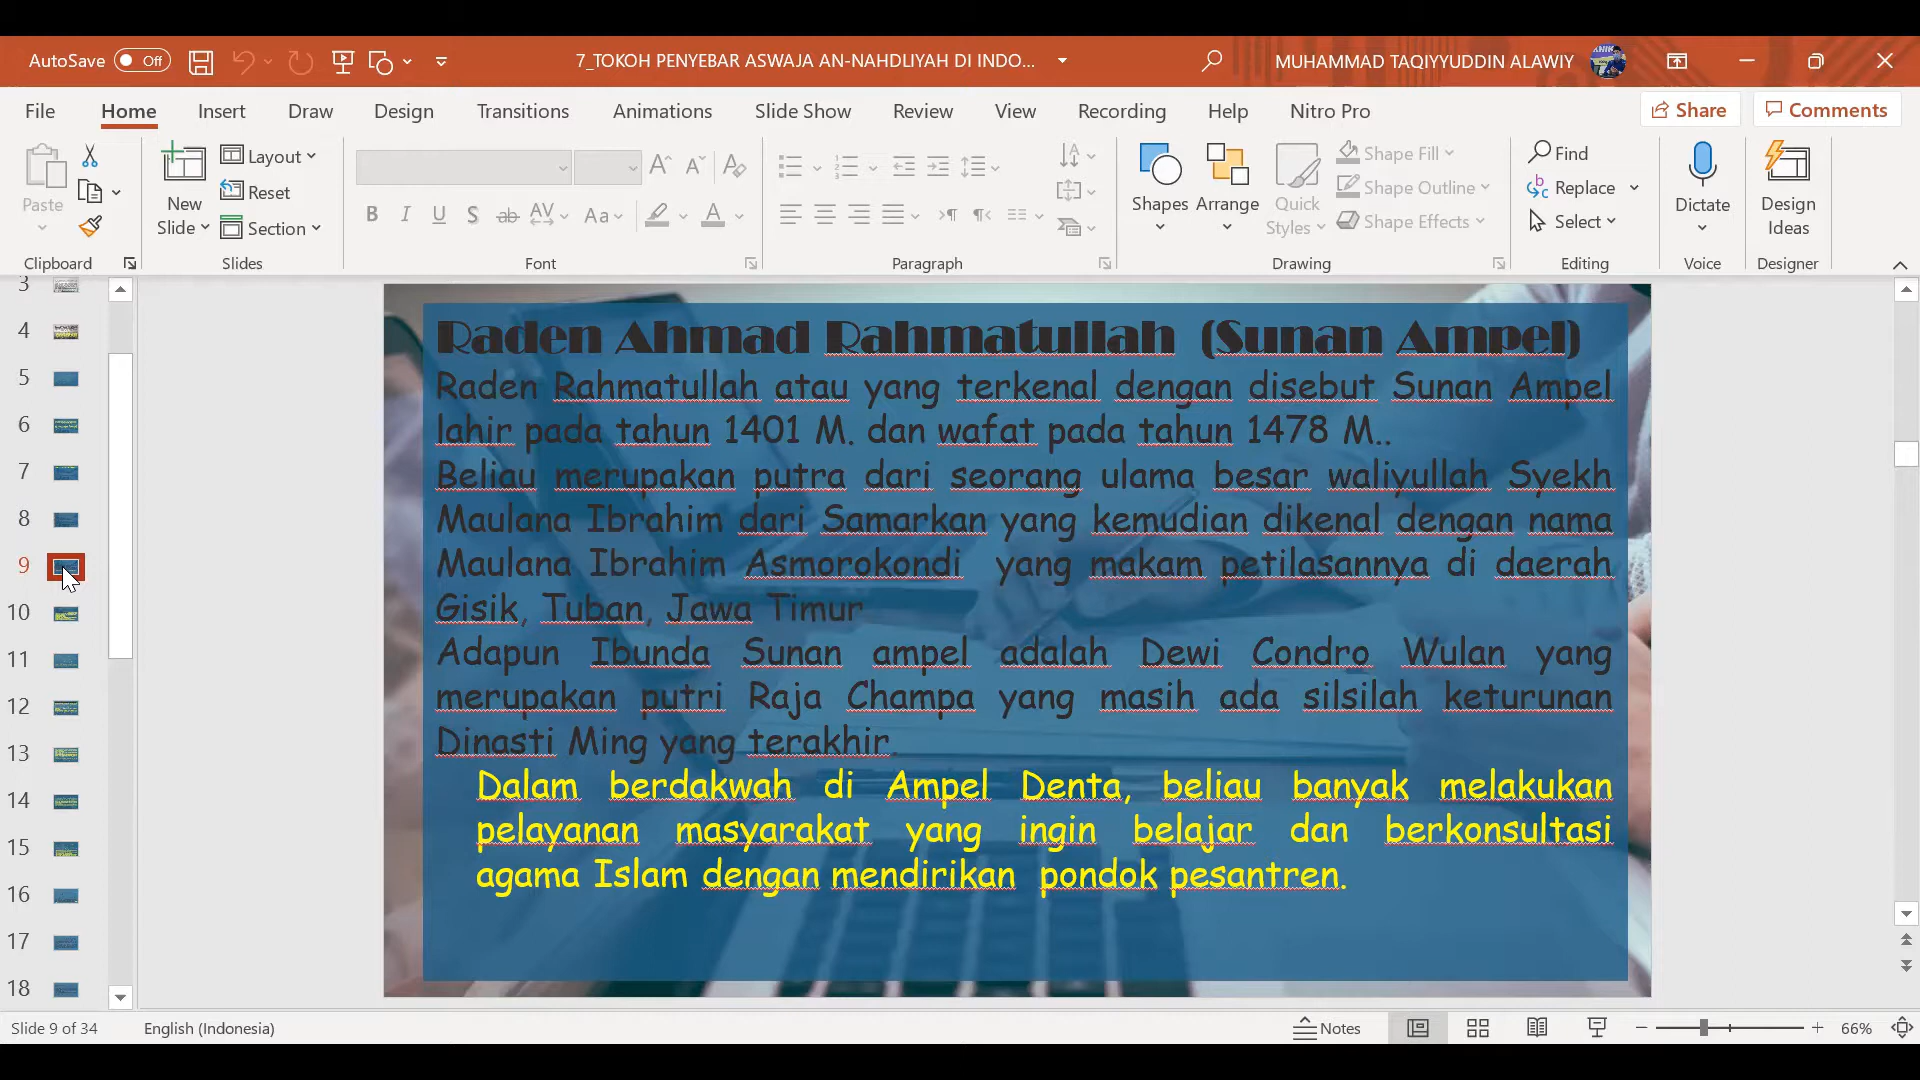 AutoSave Off 7_TOKOH PENYEBAR ASWAJA AN-NAHDLIYAH DI INDO... MUHAMMAD TAQIYYUDDIN ALAWIY
File Home Insert Draw Design Transitions Animations Slide Show Review View Recording Help Nitro Pro Share Comments
Paste
New Slide
Layout
Reset
Section
Shapes
Arrange
Quick Styles
Shape Fill
Shape Outline
Shape Effects
Find
Replace
Select
Dictate
Design Ideas
Clipboard Slides Font Paragraph Drawing Editing Voice Designer
3
4
5
6
7
8
9
10
11
12
13
14
15
16
17
18
Raden Ahmad Rahmatullah (Sunan Ampel)
Raden Rahmatullah atau yang terkenal dengan disebut Sunan Ampel
lahir pada tahun 1401 M. dan wafat pada tahun 1478 M..
Beliau merupakan putra dari seorang ulama besar waliyullah Syekh
Maulana Ibrahim dari Samarkan yang kemudian dikenal dengan nama
Maulana Ibrahim Asmorokondi yang makam petilasannya di daerah
Gisik, Tuban, Jawa Timur
Adapun Ibunda Sunan ampel adalah Dewi Condro Wulan yang
merupakan putri Raja Champa yang masih ada silsilah keturunan
Dinasti Ming yang terakhir.
Dalam berdakwah di Ampel Denta, beliau banyak melakukan
pelayanan masyarakat yang ingin belajar dan berkonsultasi
agama Islam dengan mendirikan pondok pesantren.
Slide 9 of 34 English (Indonesia) Notes 66%